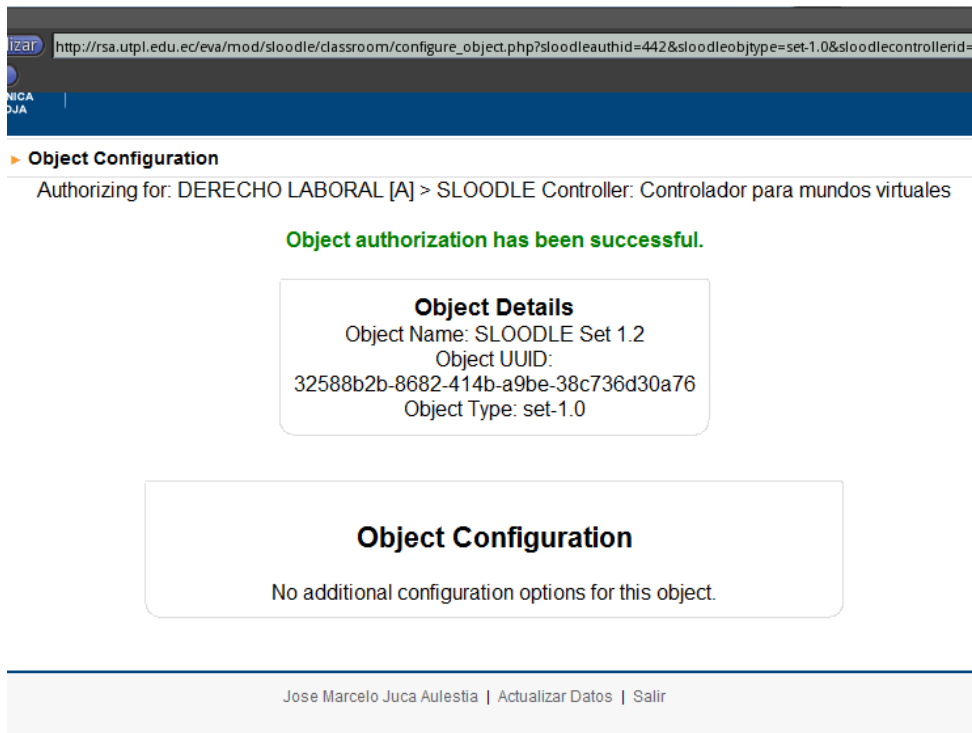 izar http://rsa.utpl.edu.ec/eva/mod/sloodle/classroom/configure_object.php?sloodleauthid=442&sloodleobjtype=set-1.0&sloodlecontrollerid=
NICA
OJA
Object Configuration
Authorizing for: DERECHO LABORAL [A] > SLOODLE Controller: Controlador para mundos virtuales
Object authorization has been successful.
Object Details
Object Name: SLOODLE Set 1.2
Object UUID:
32588b2b-8682-414b-a9be-38c736d30a76
Object Type: set-1.0
Object Configuration
No additional configuration options for this object.
Jose Marcelo Juca Aulestia | Actualizar Datos | Salir